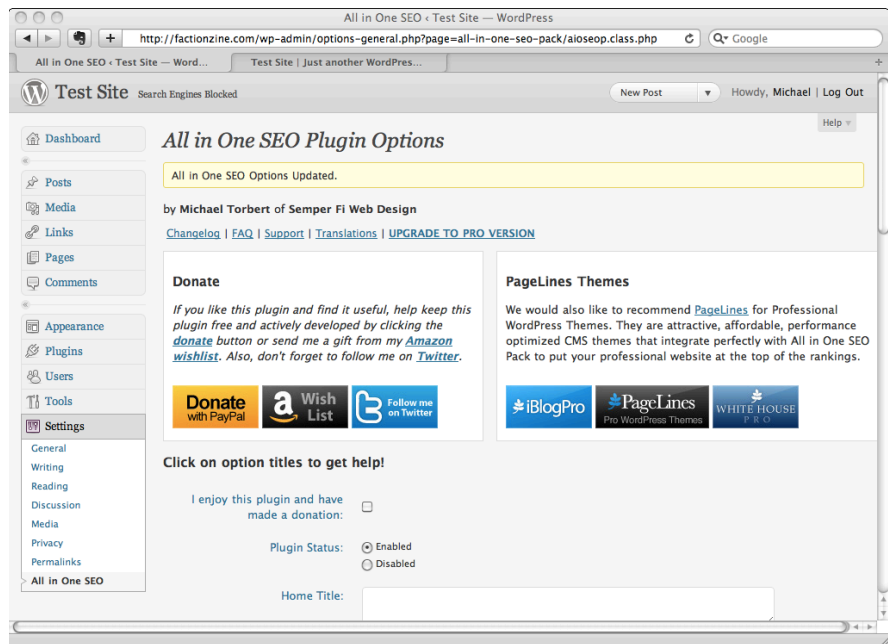 All in One SEO ‹ Test Site — WordPress
http://factionzine.com/wp-admin/options-general.php?page=all-in-one-seo-pack/aioseop.class.php
Google
All in One SEO ‹ Test Site — Word...
Test Site | Just another WordPres...
Test Site
Search Engines Blocked
New Post
Howdy, Michael | Log Out
Help
Dashboard
Posts
Media
Links
Pages
Comments
Appearance
Plugins
Users
Tools
Settings
General
Writing
Reading
Discussion
Media
Privacy
Permalinks
All in One SEO
All in One SEO Plugin Options
All in One SEO Options Updated.
by Michael Torbert of Semper Fi Web Design
Changelog | FAQ | Support | Translations | UPGRADE TO PRO VERSION
Donate
If you like this plugin and find it useful, help keep this
plugin free and actively developed by clicking the
donate button or send me a gift from my Amazon
wishlist. Also, don't forget to follow me on Twitter.
Donate
with PayPal
a Wish
List
Follow me
on Twitter
PageLines Themes
We would also like to recommend PageLines for Professional
WordPress Themes. They are attractive, affordable, performance
optimized CMS themes that integrate perfectly with All in One SEO
Pack to put your professional website at the top of the rankings.
iBlogPro
PageLines
Pro WordPress Themes
WHITE HOUSE
PRO
Click on option titles to get help!
I enjoy this plugin and have
made a donation:
Plugin Status:
Enabled
Disabled
Home Title: